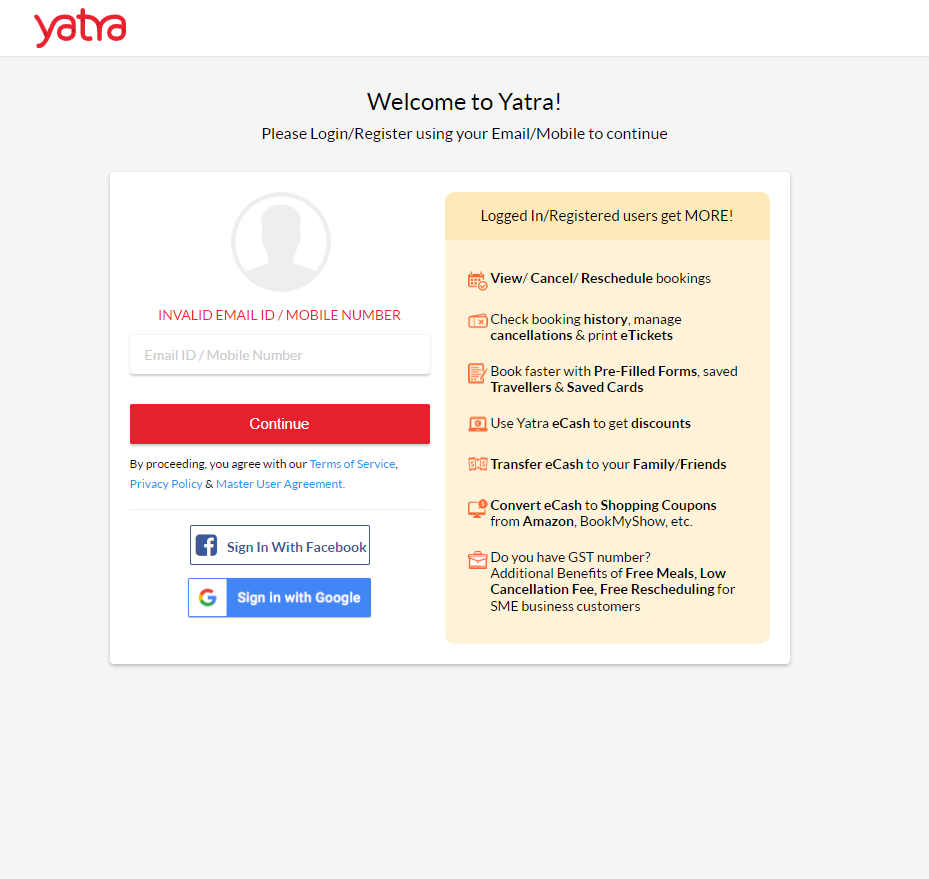 yatra
Welcome to Yatra!
Please Login/Register using your Email/Mobile to continue
INVALID EMAIL ID / MOBILE NUMBER
Email ID / Mobile Number
Continue
By proceeding, you agree with our Terms of Service,
Privacy Policy & Master User Agreement.
Sign In With Facebook
Sign in with Google
Logged In/Registered users get MORE!
View/ Cancel/ Reschedule bookings
Check booking history, manage
cancellations & print eTickets
Book faster with Pre-Filled Forms, saved
Travellers & Saved Cards
Use Yatra eCash to get discounts
Transfer eCash to your Family/Friends
Convert eCash to Shopping Coupons
from Amazon, BookMyShow, etc.
Do you have GST number?
Additional Benefits of Free Meals, Low
Cancellation Fee, Free Rescheduling for
SME business customers